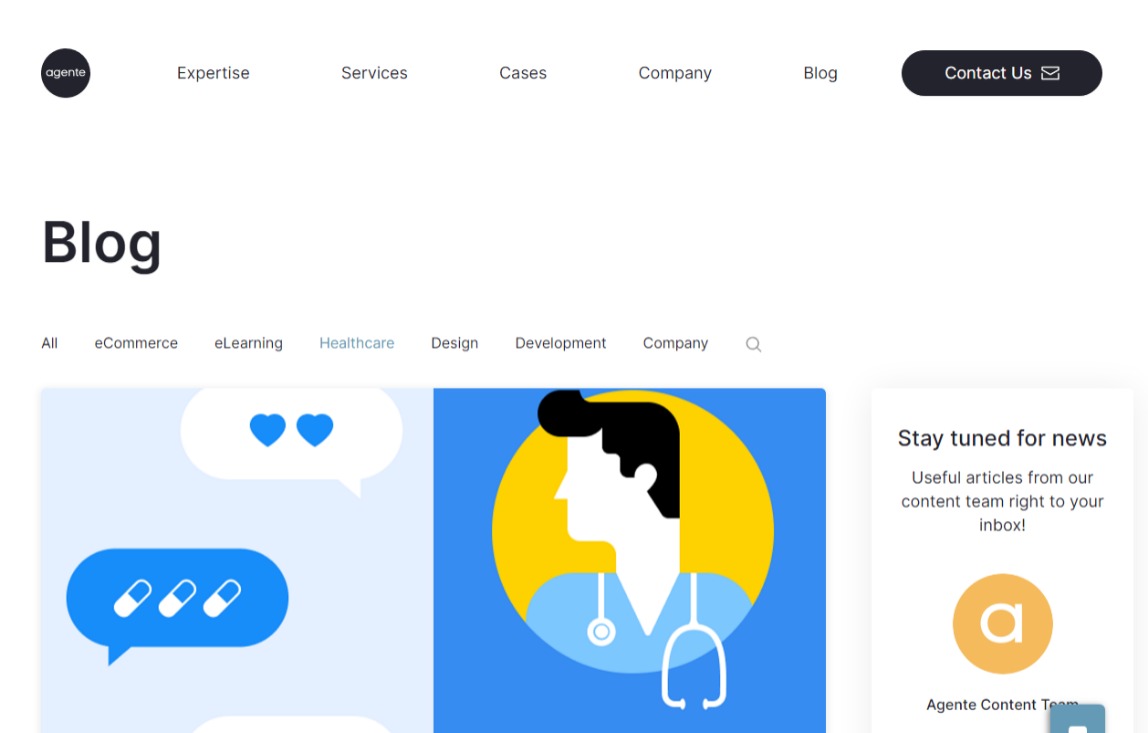 agente
Expertise
Services
Cases
Company
Blog
Contact Us
Blog
All
eCommerce
eLearning
Healthcare
Design
Development
Company
Stay tuned for news
Useful articles from our
content team right to your
inbox!
a
Agente Content Team